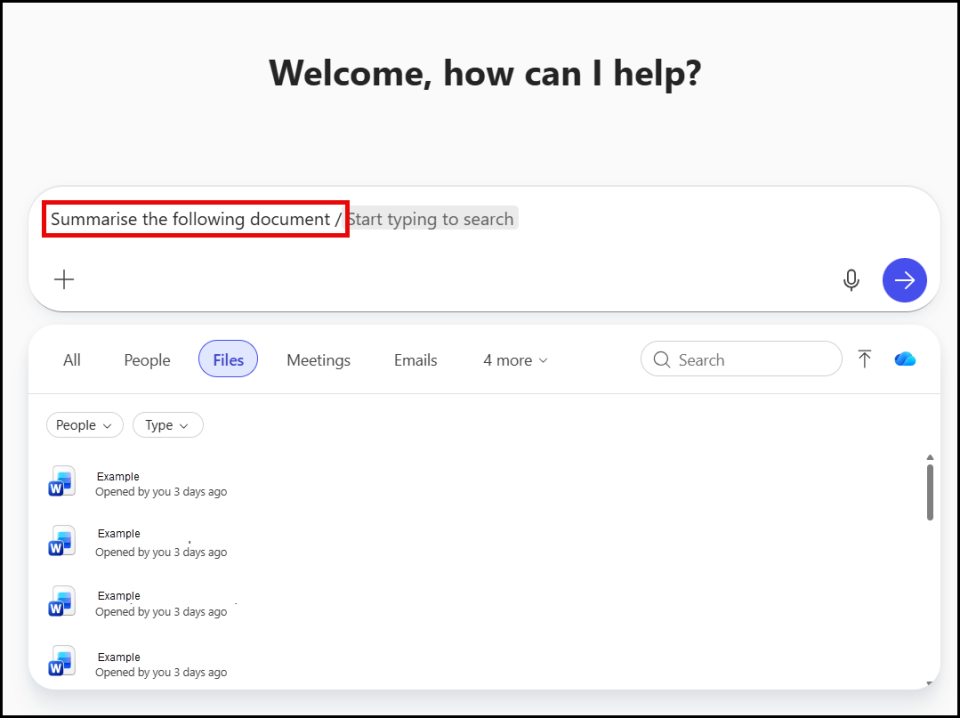 Welcome, how can I help?
Summarise the following document / Start typing to search
All People Files Meetings Emails 4 more Search
People Type
W Example
Opened by you 3 days ago
W Example
Opened by you 3 days ago
W Example
Opened by you 3 days ago
W Example
Opened by you 3 days ago